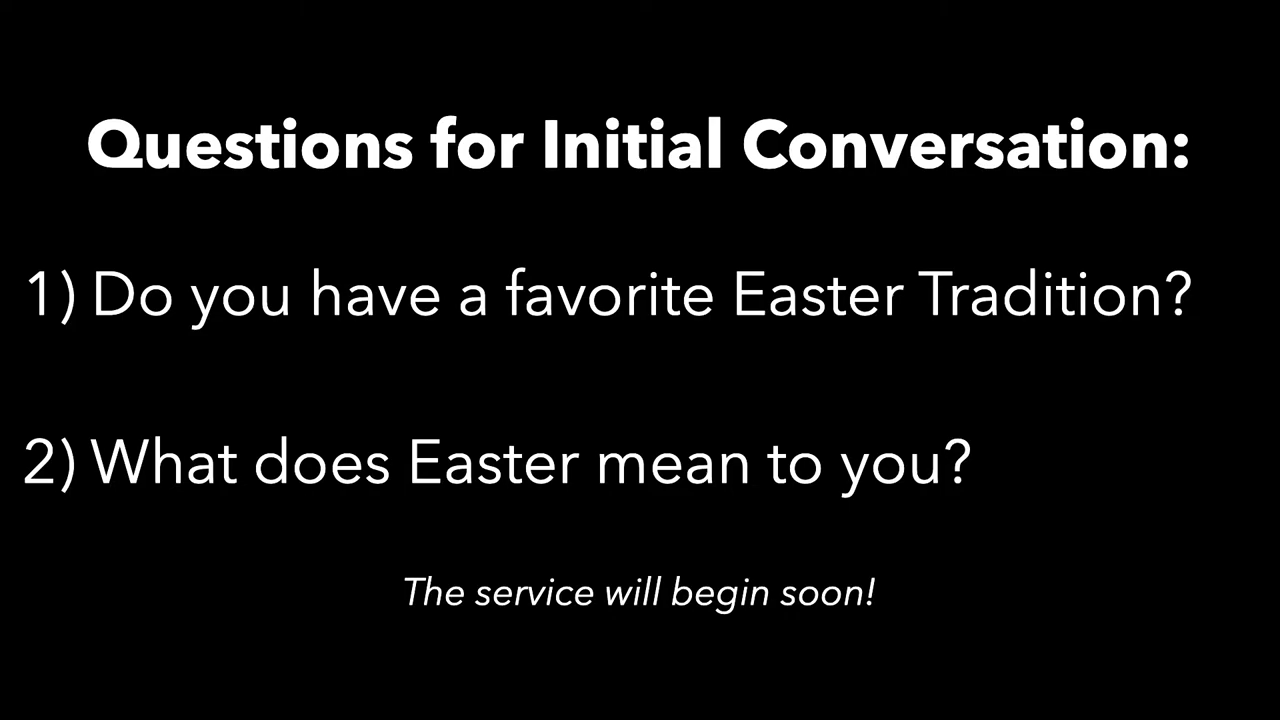 Questions for Initial Conversation:
1) Do you have a favorite Easter Tradition?
2) What does Easter mean to you?
The service will begin soon!